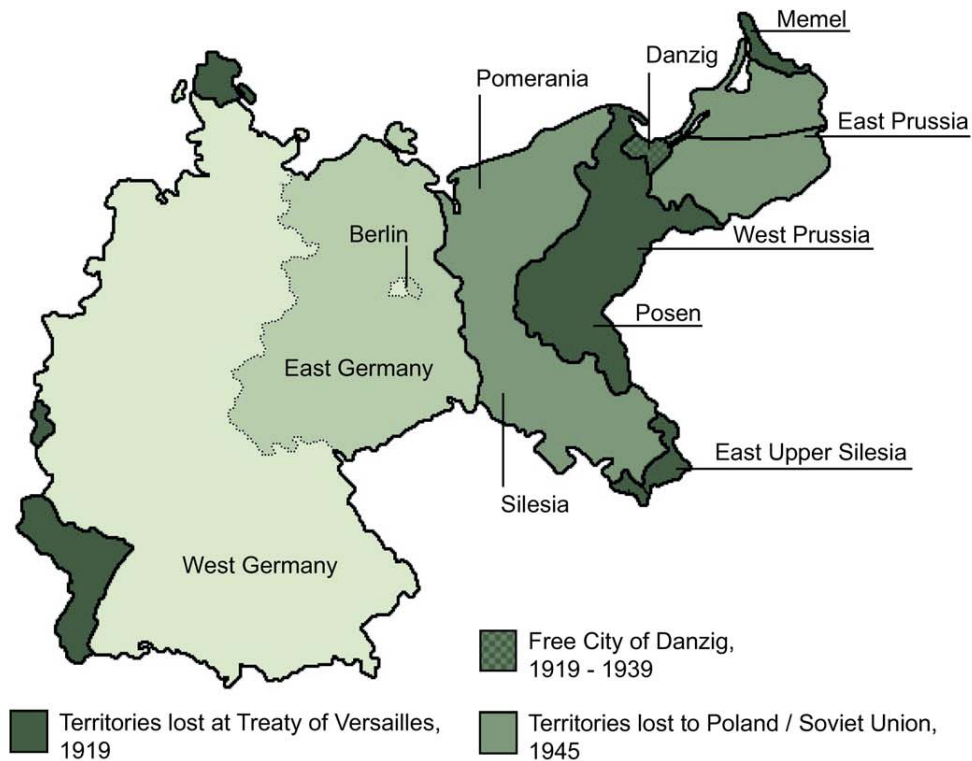 Memel
Danzig
Pomerania
East Prussia
West Prussia
Berlin
Posen
East Germany
East Upper Silesia
Silesia
West Germany
Free City of Danzig,
1919 - 1939
Territories lost at Treaty of Versailles,
1919
Territories lost to Poland / Soviet Union,
1945